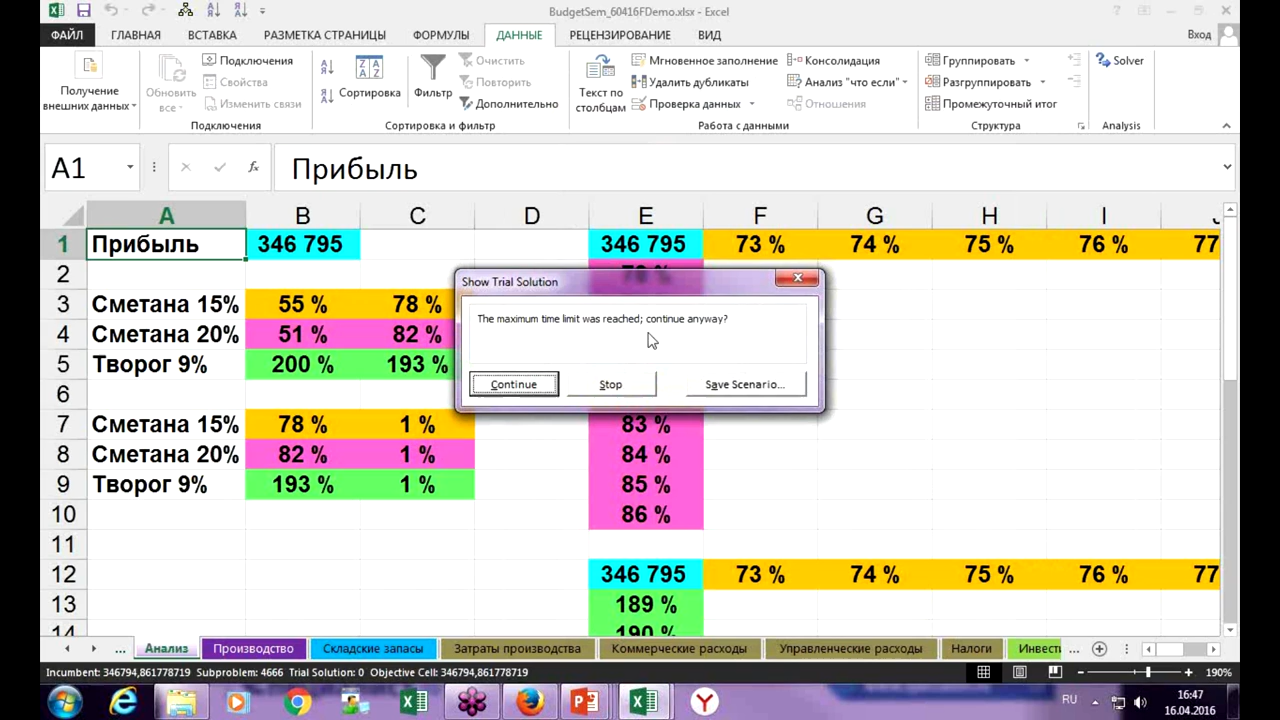 BudgetSem_60416FDemo.xlsx - Excel
ФАЙЛ ГЛАВНАЯ ВСТАВКА РАЗМЕТКА СТРАНИЦЫ ФОРМУЛЫ ДАННЫЕ РЕЦЕНЗИРОВАНИЕ ВИД Вход
Получение
внешних данных
Обновить
все
Подключения
Свойства
Изменить связи
Подключения
Сортировка
Фильтр
Очистить
Повторить
Дополнительно
Сортировка и фильтр
Текст по
столбцам
Мгновенное заполнение
Удалить дубликаты
Проверка данных
Консолидация
Анализ "что если"
Отношения
Работа с данными
Группировать
Разгруппировать
Промежуточный итог
Структура
Solver
Analysis
A1 fx Прибыль
A B C D E F G H I J
1 Прибыль 346 795 346 795 73 % 74 % 75 % 76 % 77
2
3 Сметана 15% 55 % 78 %
4 Сметана 20% 51 % 82 %
5 Творог 9% 200 % 193 %
6
7 Сметана 15% 78 % 1 % 83 %
8 Сметана 20% 82 % 1 % 84 %
9 Творог 9% 193 % 1 % 85 %
10 86 %
11
12 346 795 73 % 74 % 75 % 76 % 77
13 189 %
14 190 %
Show Trial Solution
The maximum time limit was reached; continue anyway?
Continue Stop Save Scenario...
... Анализ Производство Складские запасы Затраты производства Коммерческие расходы Управленческие расходы Налоги Инвести ...
Incumbent: 346794,861778719 Subproblem: 4666 Trial Solution: 0 Objective Cell: 346794,861778719 190%
RU 16:47
16.04.2016